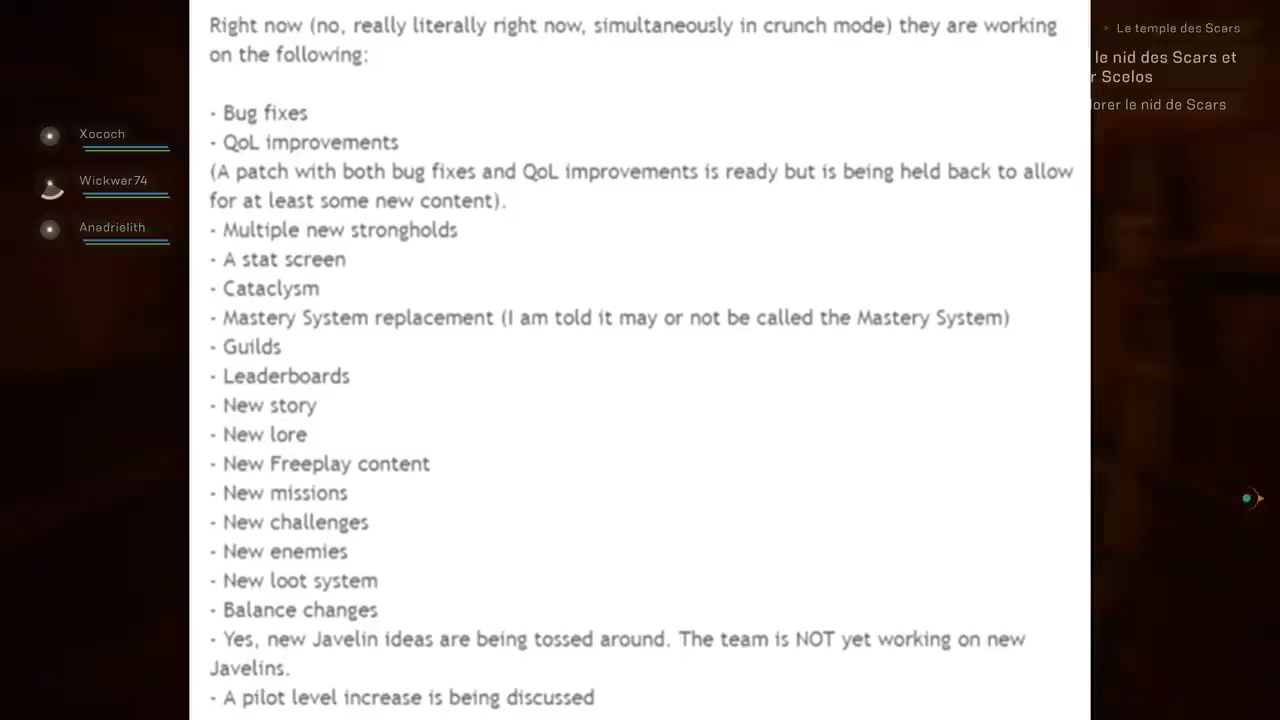 Right now (no, really literally right now, simultaneously in crunch mode) they are working
on the following:
- Bug fixes
- QoL improvements
(A patch with both bug fixes and QoL improvements is ready but is being held back to allow
for at least some new content).
- Multiple new strongholds
- A stat screen
- Cataclysm
- Mastery System replacement (I am told it may or not be called the Mastery System)
- Guilds
- Leaderboards
- New story
- New lore
- New Freeplay content
- New missions
- New challenges
- New enemies
- New loot system
- Balance changes
- Yes, new Javelin ideas are being tossed around. The team is NOT yet working on new
Javelins.
- A pilot level increase is being discussed
Xococh
Wickwar74
Anadrielith
Le temple des Scars
le nid des Scars et
r Scelos
lorer le nid de Scars